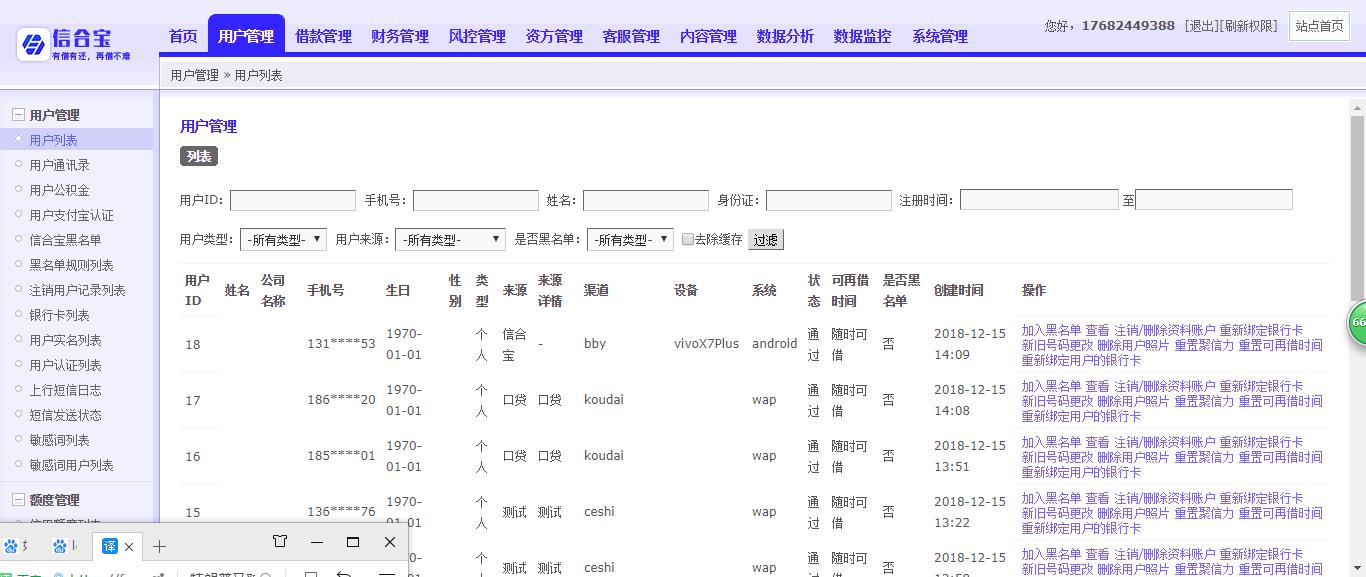 信合宝
有借有还，再借不难
首页 用户管理 借款管理 财务管理 风控管理 资方管理 客服管理 内容管理 数据分析 数据监控 系统管理
您好，17682449388 [退出][刷新权限] 站点首页
用户管理 » 用户列表
用户管理
用户列表
用户通讯录
用户公积金
用户支付宝认证
信合宝黑名单
黑名单规则列表
注销用户记录列表
银行卡列表
用户实名列表
用户认证列表
上行短信日志
短信发送状态
敏感词列表
敏感词用户列表
额度管理
用户管理
列表
用户ID: 手机号: 姓名: 身份证: 注册时间: 至
用户类型: -所有类型- 用户来源: -所有类型- 是否黑名单: -所有类型- 去除缓存 过滤
用户ID 姓名 公司名称 手机号 生日 性别 类型 来源 来源详情 渠道 设备 系统 状态 可再借时间 是否黑名单 创建时间 操作
18 131****53 1970-01-01 个人 信合宝 - bby vivoX7Plus android 通过 随时可借 否 2018-12-15 14:09
加入黑名单 查看 注销/删除资料账户 重新绑定银行卡
新旧号码更改 删除用户照片 重置聚信力 重置可再借时间
重新绑定用户的银行卡
17 186****20 1970-01-01 个人 口贷 口贷 koudai wap 通过 随时可借 否 2018-12-15 14:08
加入黑名单 查看 注销/删除资料账户 重新绑定银行卡
新旧号码更改 删除用户照片 重置聚信力 重置可再借时间
重新绑定用户的银行卡
16 185****01 1970-01-01 个人 口贷 口贷 koudai wap 通过 随时可借 否 2018-12-15 13:51
加入黑名单 查看 注销/删除资料账户 重新绑定银行卡
新旧号码更改 删除用户照片 重置聚信力 重置可再借时间
重新绑定用户的银行卡
15 136****76 1970-01-01 个人 测试 测试 ceshi wap 通过 随时可借 否 2018-12-15 13:22
加入黑名单 查看 注销/删除资料账户 重新绑定银行卡
新旧号码更改 删除用户照片 重置聚信力 重置可再借时间
重新绑定用户的银行卡
个 测试 测试 ceshi wap 通 随时可 否 2018-12-15
加入黑名单 查看 注销/删除资料账户 重新绑定银行卡
新旧号码更改 删除用户照片 重置聚信力 重置可再借时间
66
译